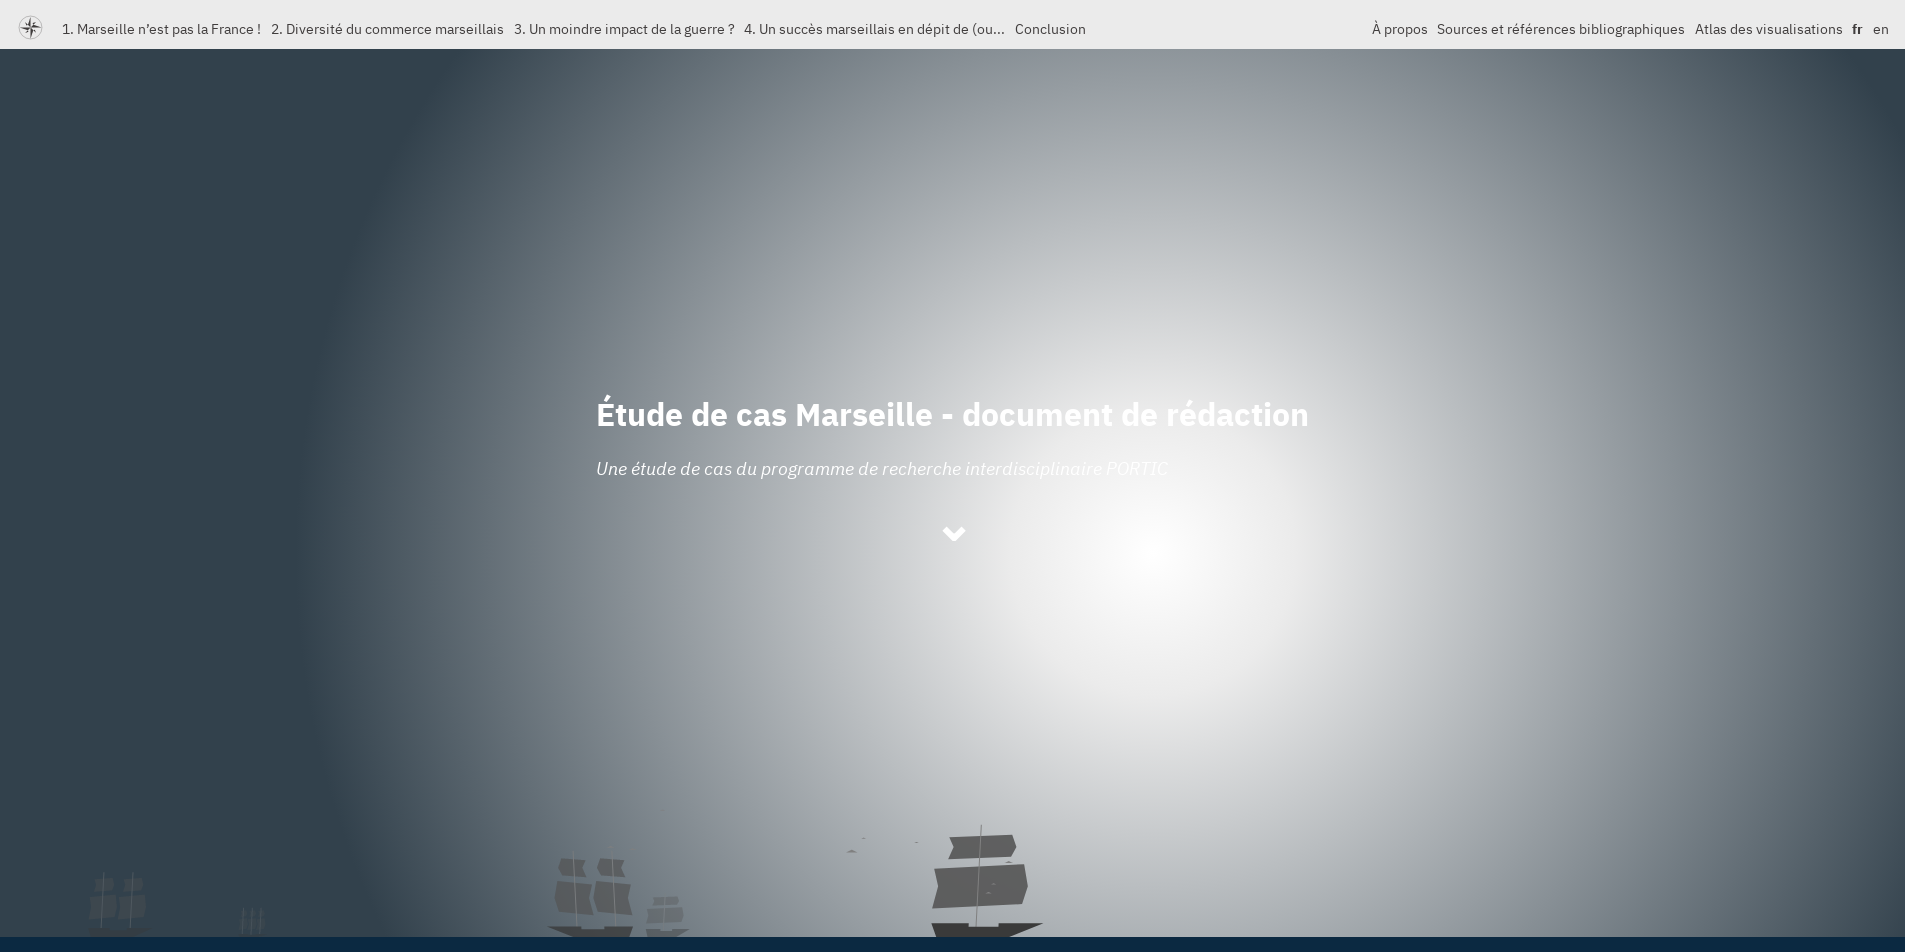 1. Marseille n’est pas la France ! 2. Diversité du commerce marseillais 3. Un moindre impact de la guerre ? 4. Un succès marseillais en dépit de (ou... Conclusion À propos Sources et références bibliographiques Atlas des visualisations fr en
Étude de cas Marseille - document de rédaction
Une étude de cas du programme de recherche interdisciplinaire PORTIC